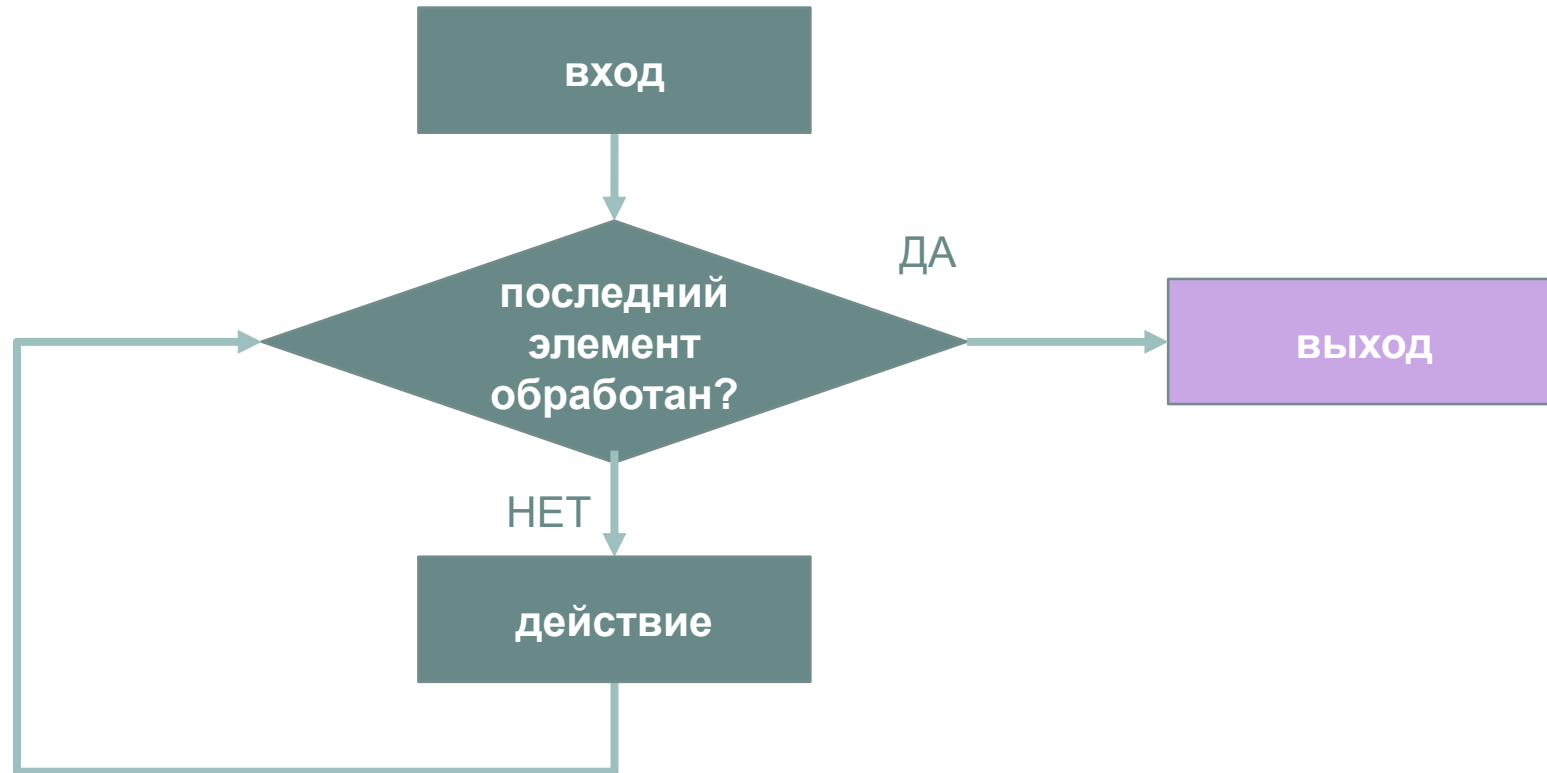 вход
ДА
последний
элемент
обработан?
выход
НЕТ
действие